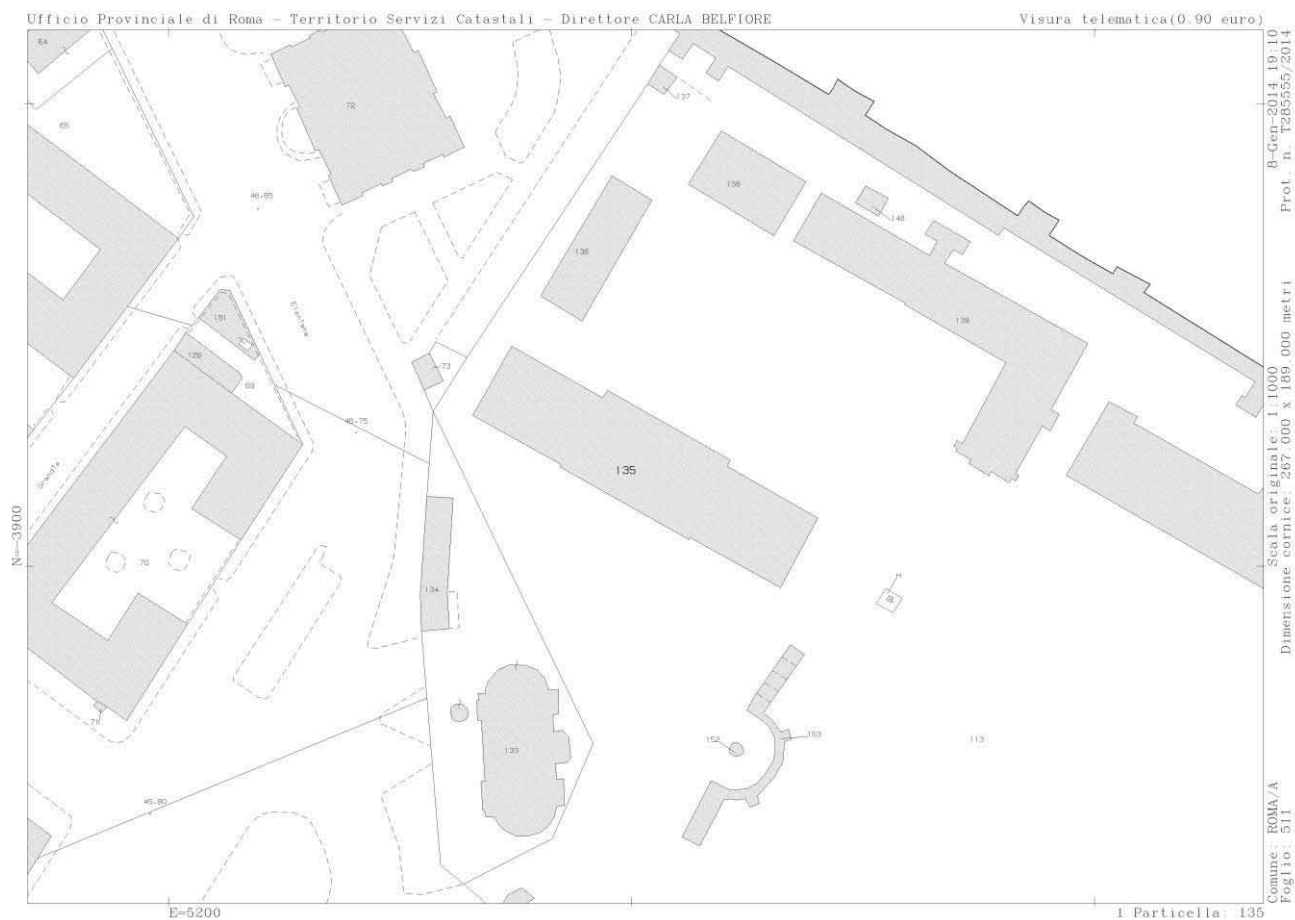 Ufficio Provinciale di Roma - Territorio Servizi Catastali - Direttore CARLA BELFIORE
Visura telematica(0.90 euro)
64
65
72
137
46.85
138
148
136
139
Elaniana
151
128
69
73
46.75
135
70
134
H
71
133
152
153
113
45.80
N=-3900
E=5200
8-Gen-2014 19:10
Prot. n. T285555/2014
Scala originale: 1:1000
Dimensione cornice: 267.000 x 189.000 metri
Comune: ROMA/A
Foglio: 511
1 Particella: 135